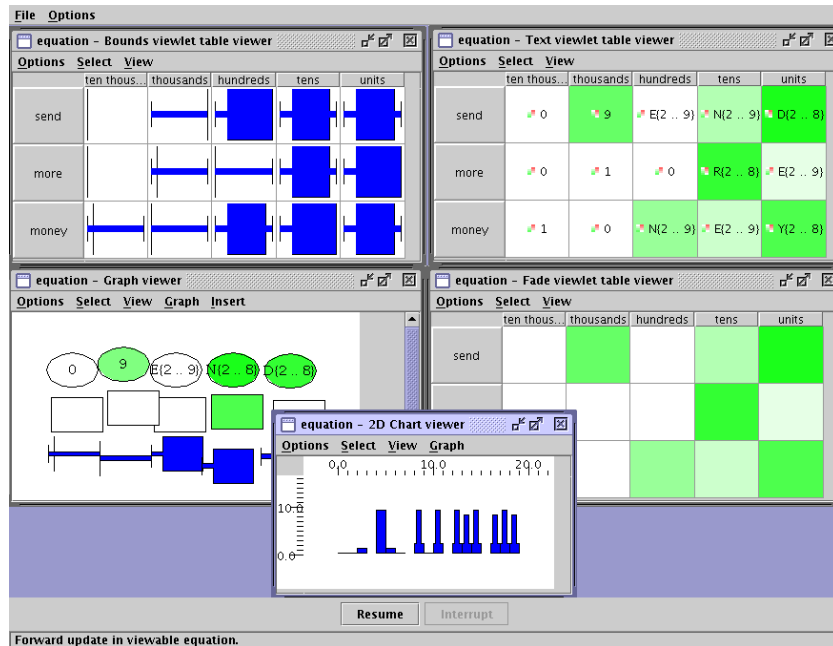 File Options
equation - Bounds viewlet table viewer
Options Select View
ten thous... thousands hundreds tens units
send
more
money
equation - Text viewlet table viewer
Options Select View
ten thous... thousands hundreds tens units
send 0 9 E{2 .. 9} N{2 .. 9} D{2 .. 8}
more 0 1 0 R{2 .. 8} E{2 .. 9}
money 1 0 N{2 .. 9} E{2 .. 9} Y{2 .. 8}
equation - Graph viewer
Options Select View Graph Insert
0 9 E{2 .. 9} N{2 .. 8} D{2 .. 8}
equation - Fade viewlet table viewer
Options Select View
ten thous... thousands hundreds tens units
send
equation - 2D Chart viewer
Options Select View Graph
0.0 10.0 20.0
10.0
0.0
Resume Interrupt
Forward update in viewable equation.